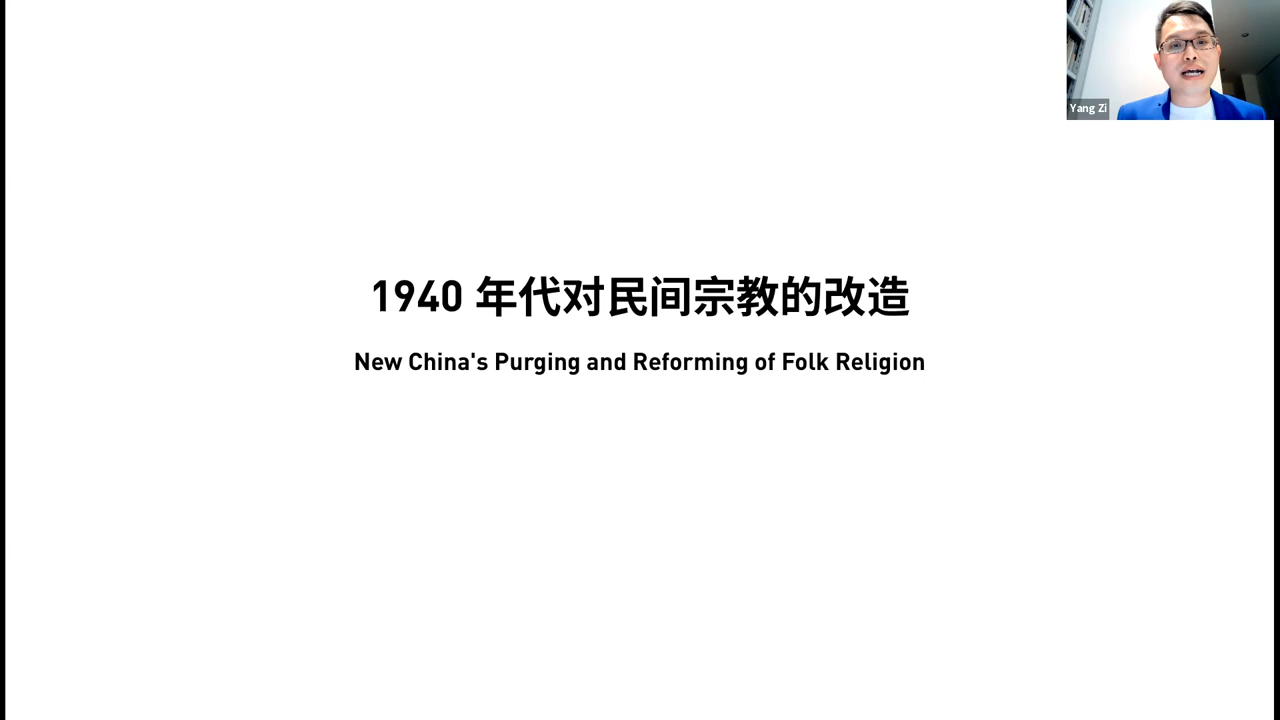 Yang Zi
1940 年代对民间宗教的改造
New China's Purging and Reforming of Folk Religion